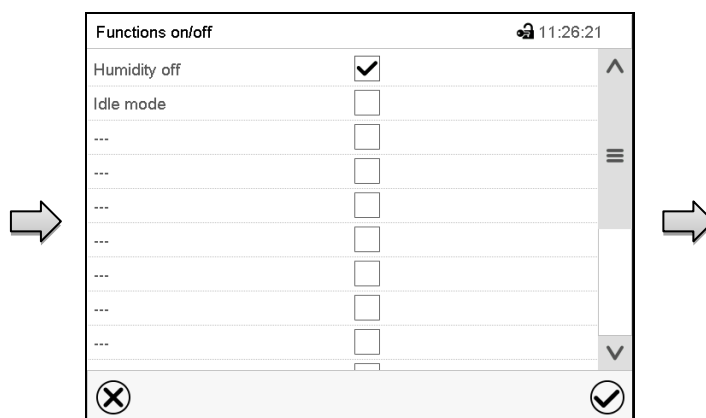 Functions on/off 11:26:21
Humidity off
Idle mode
---
---
---
---
---
---
---